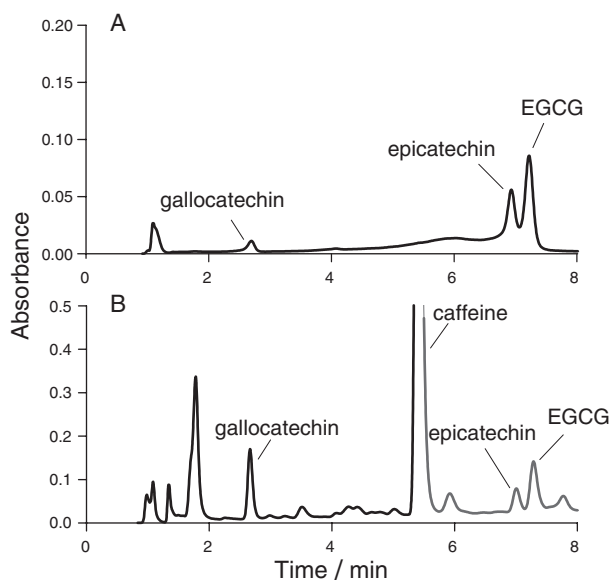 A
0.20
0.15
0.10
0.05
0.00
EGCG
epicatechin
gallocatechin
0 2 4 6 8
Absorbance
B
0.5
0.4
0.3
0.2
0.1
0.0
caffeine
gallocatechin
epicatechin
EGCG
0 2 4 6 8
Time / min